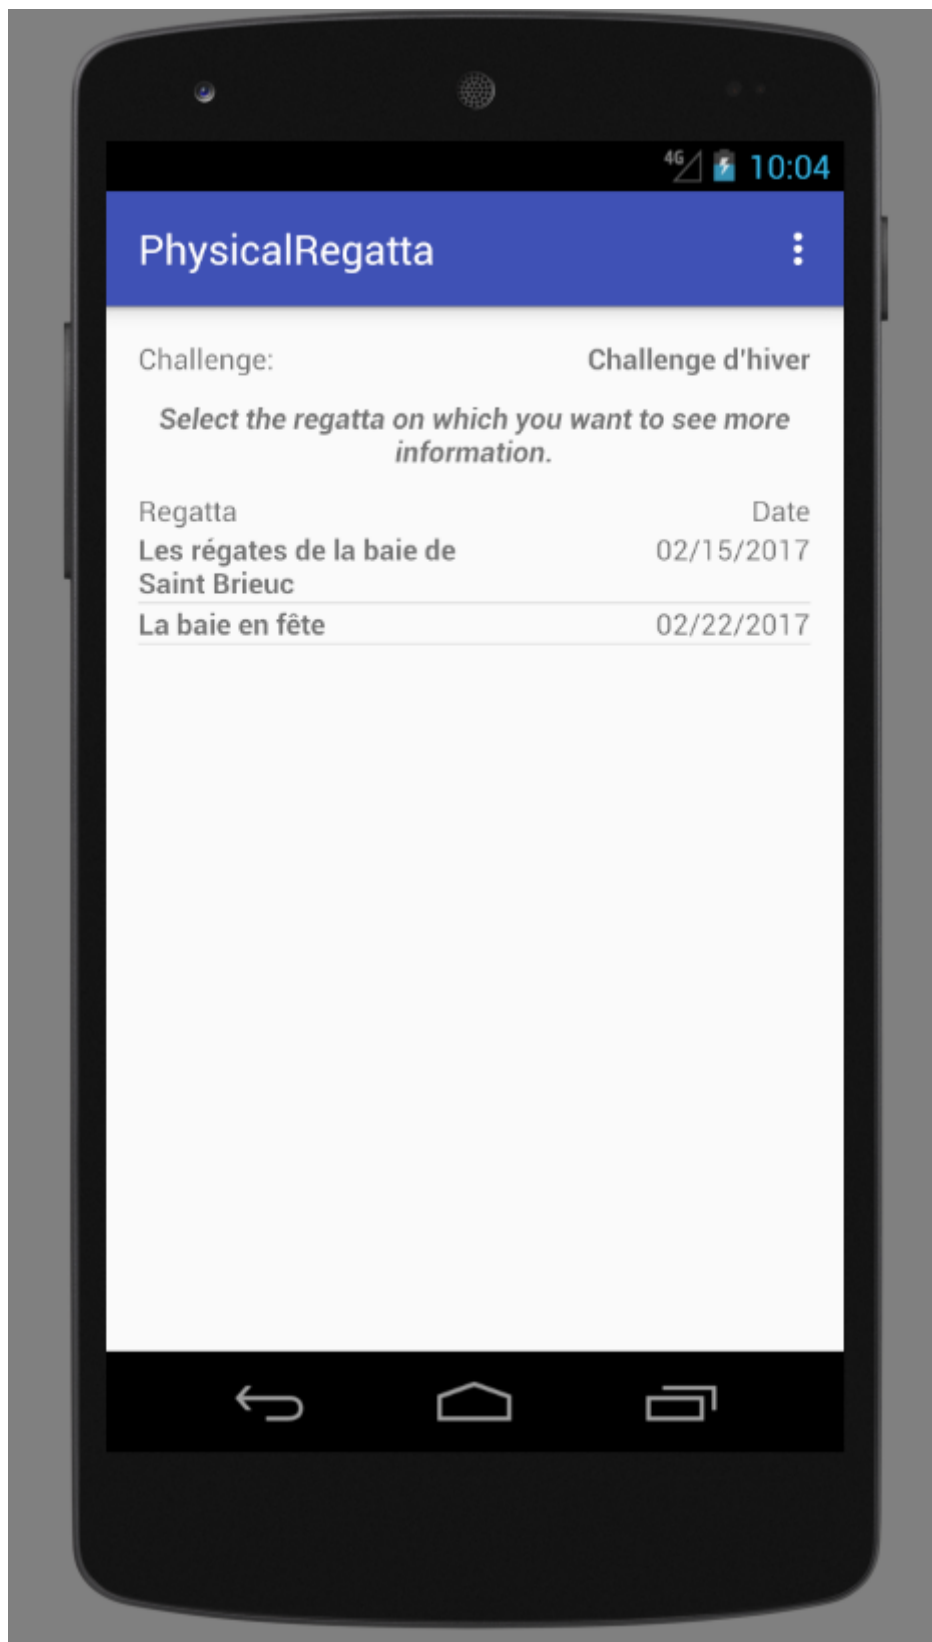 4G 10:04
PhysicalRegatta
Challenge: Challenge d'hiver
Select the regatta on which you want to see more
information.
Regatta Date
Les régates de la baie de 02/15/2017
Saint Brieuc
La baie en fête 02/22/2017